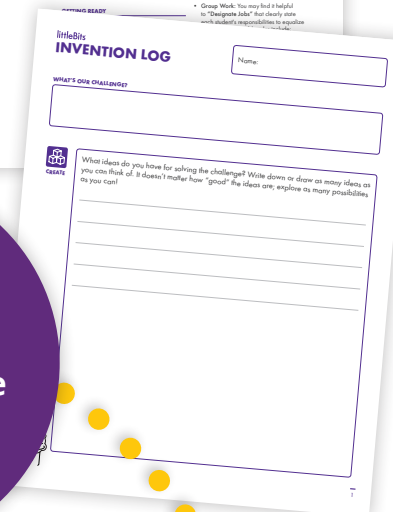 GETTING READY
• Group Work: You may find it helpful
to "Designate Jobs" that clearly state
each student's responsibilities to equalize
littleBits
INVENTION LOG
Name:
WHAT'S OUR CHALLENGE?
CREATE
What ideas do you have for solving the challenge? Write down or draw as many ideas as
you can think of. It doesn't matter how "good" the ideas are; explore as many possibilities
as you can!
e
1